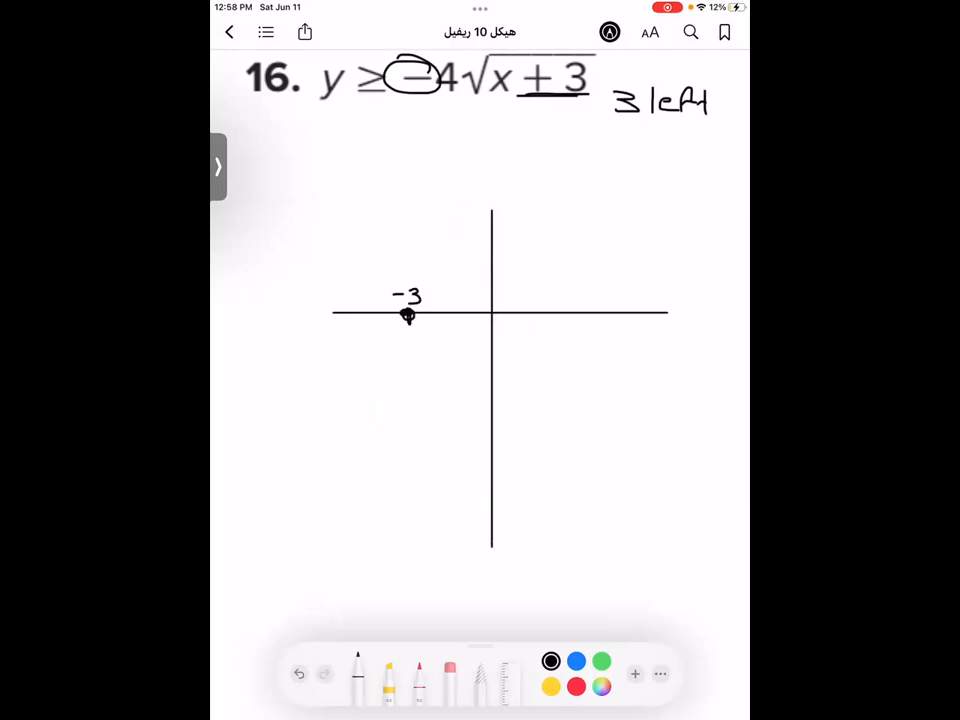 12:58 PM Sat Jun 11
12%
هيكل 10 ريفيل
AA
16. y ≥ −4√x + 3
3 left
−3